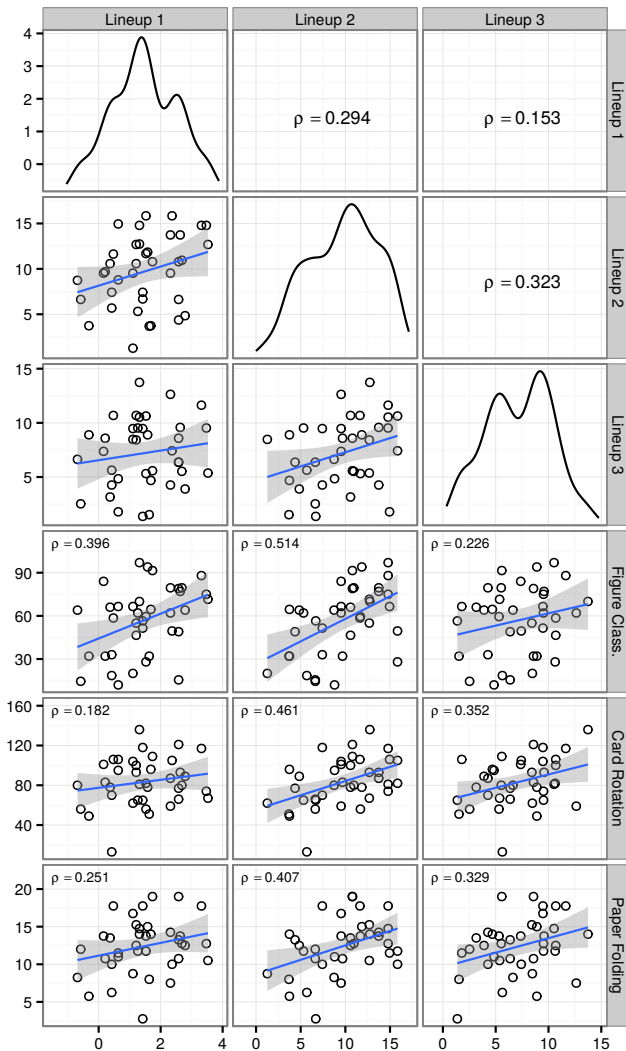 Lineup 1 Lineup 2 Lineup 3
4
3
2
1
0
ρ = 0.294
ρ = 0.153
Lineup 1
15
10
5
ρ = 0.323
Lineup 2
15
10
5
Lineup 3
90
60
30
ρ = 0.396
ρ = 0.514
ρ = 0.226
Figure Class.
160
120
80
40
ρ = 0.182
ρ = 0.461
ρ = 0.352
Card Rotation
20
15
10
5
ρ = 0.251
ρ = 0.407
ρ = 0.329
Paper Folding
0 2 4 0 5 10 15 0 5 10 15